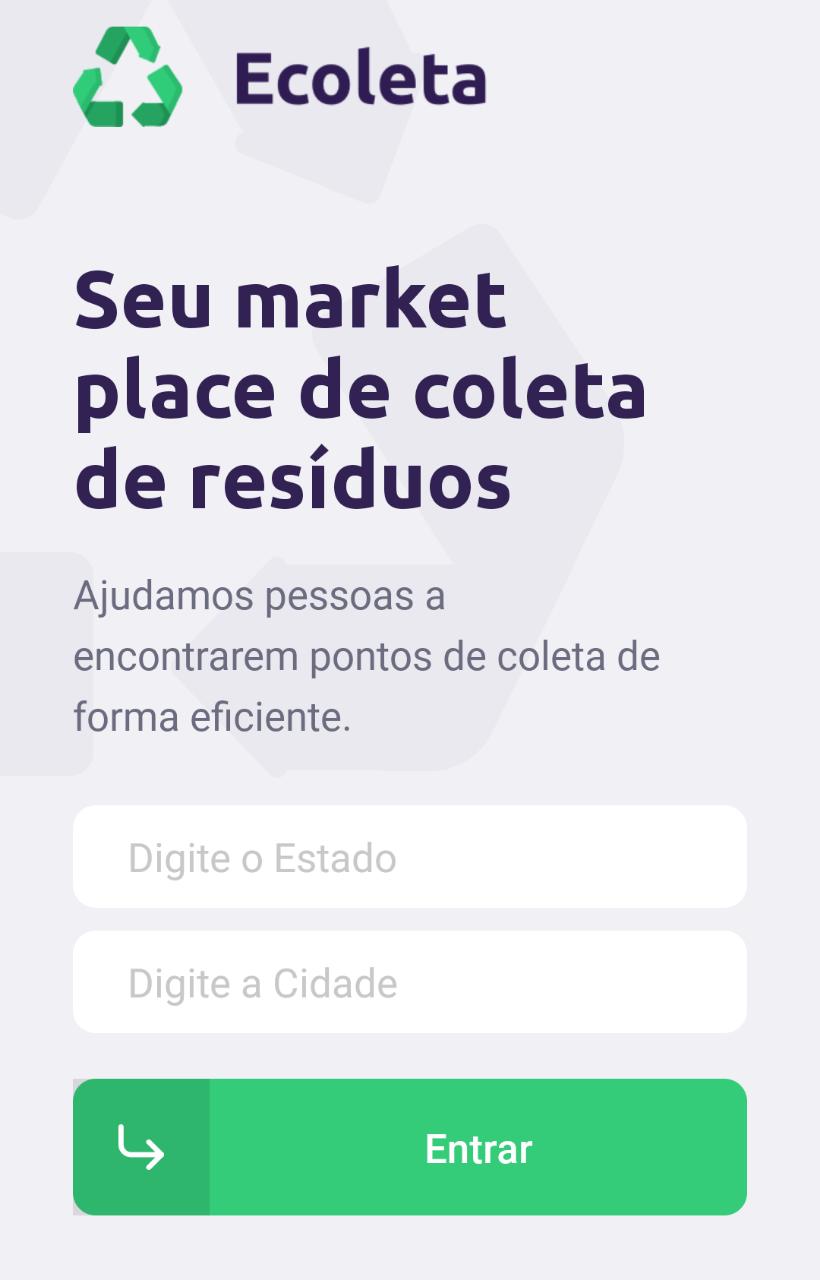 Ecoleta
Seu market
place de coleta
de resíduos
Ajudamos pessoas a
encontrarem pontos de coleta de
forma eficiente.
Digite o Estado
Digite a Cidade
Entrar